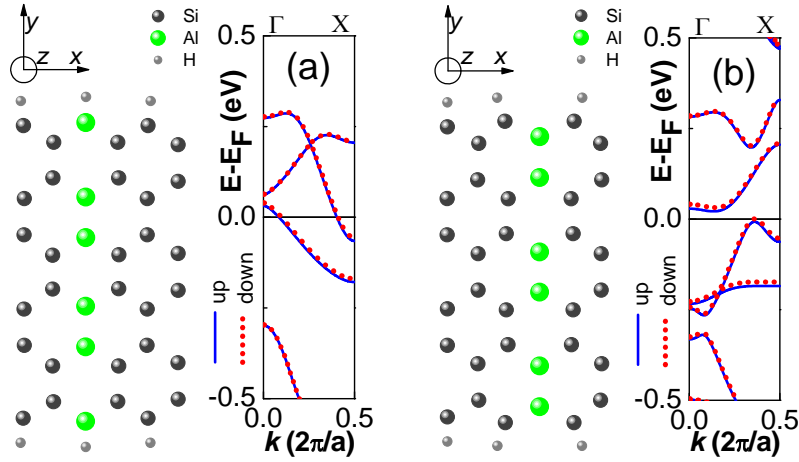 y
z x
Si
Al
H
Γ X
(a)
E-E_F (eV)
0.5
0.0
-0.5
up
down
0.0 0.5
k (2π/a)
y
z x
Si
Al
H
Γ X
(b)
E-E_F (eV)
0.5
0.0
-0.5
up
down
0.0 0.5
k (2π/a)